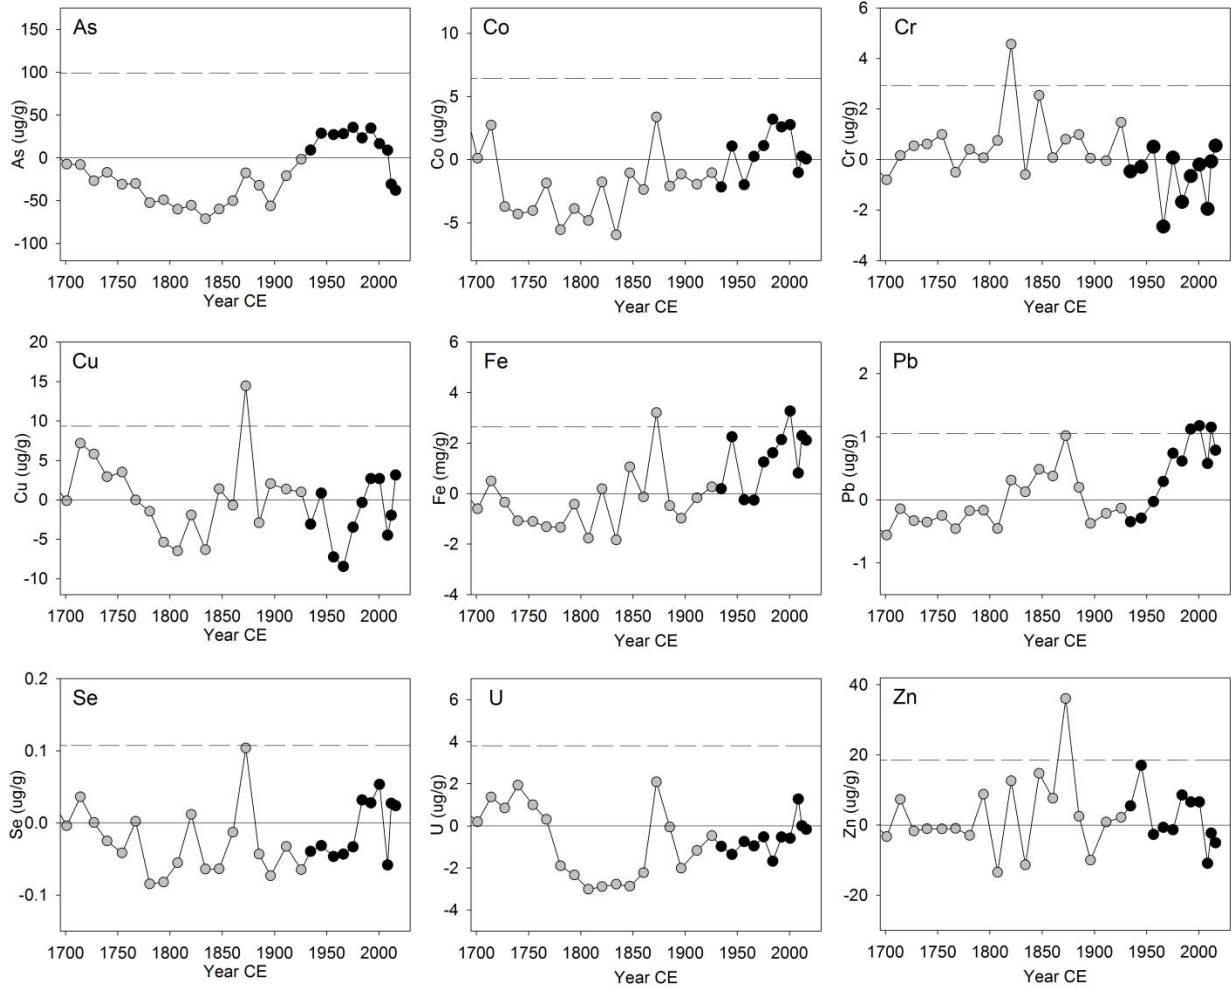 As
As (ug/g)
150
100
50
0
-50
-100
1700 1750 1800 1850 1900 1950 2000
Year CE
Co
Co (ug/g)
10
5
0
-5
1700 1750 1800 1850 1900 1950 2000
Year CE
Cr
Cr (ug/g)
6
4
2
0
-2
-4
1700 1750 1800 1850 1900 1950 2000
Year CE
Cu
Cu (ug/g)
20
15
10
5
0
-5
-10
1700 1750 1800 1850 1900 1950 2000
Year CE
Fe
Fe (mg/g)
6
4
2
0
-2
-4
1700 1750 1800 1850 1900 1950 2000
Year CE
Pb
Pb (ug/g)
2
1
0
-1
1700 1750 1800 1850 1900 1950 2000
Year CE
Se
Se (ug/g)
0.2
0.1
0.0
-0.1
1700 1750 1800 1850 1900 1950 2000
Year CE
U
U (ug/g)
6
4
2
0
-2
-4
1700 1750 1800 1850 1900 1950 2000
Year CE
Zn
Zn (ug/g)
40
20
0
-20
1700 1750 1800 1850 1900 1950 2000
Year CE